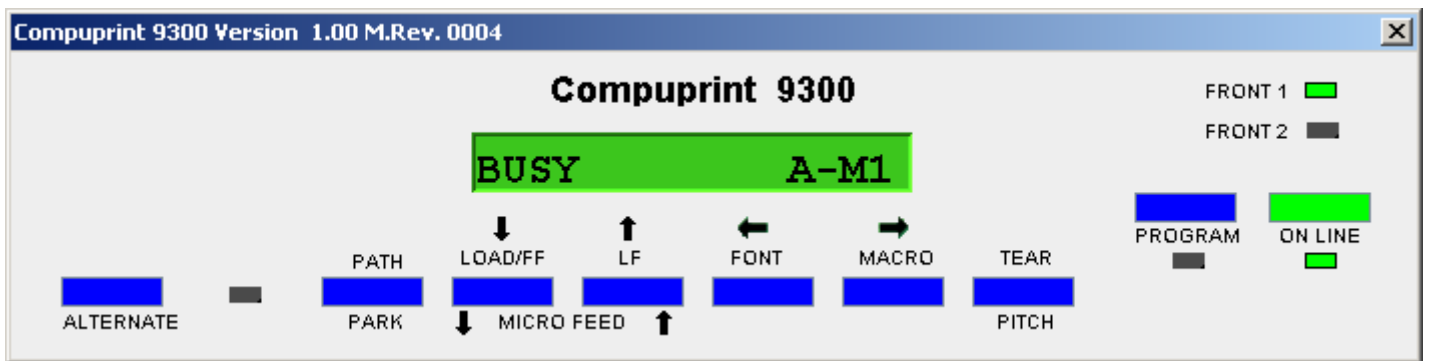 Compuprint 9300 Version 1.00 M.Rev. 0004
Compuprint 9300
FRONT 1
FRONT 2
BUSY A-M1
PROGRAM ON LINE
PATH LOAD/FF LF FONT MACRO TEAR
ALTERNATE PARK MICRO FEED PITCH